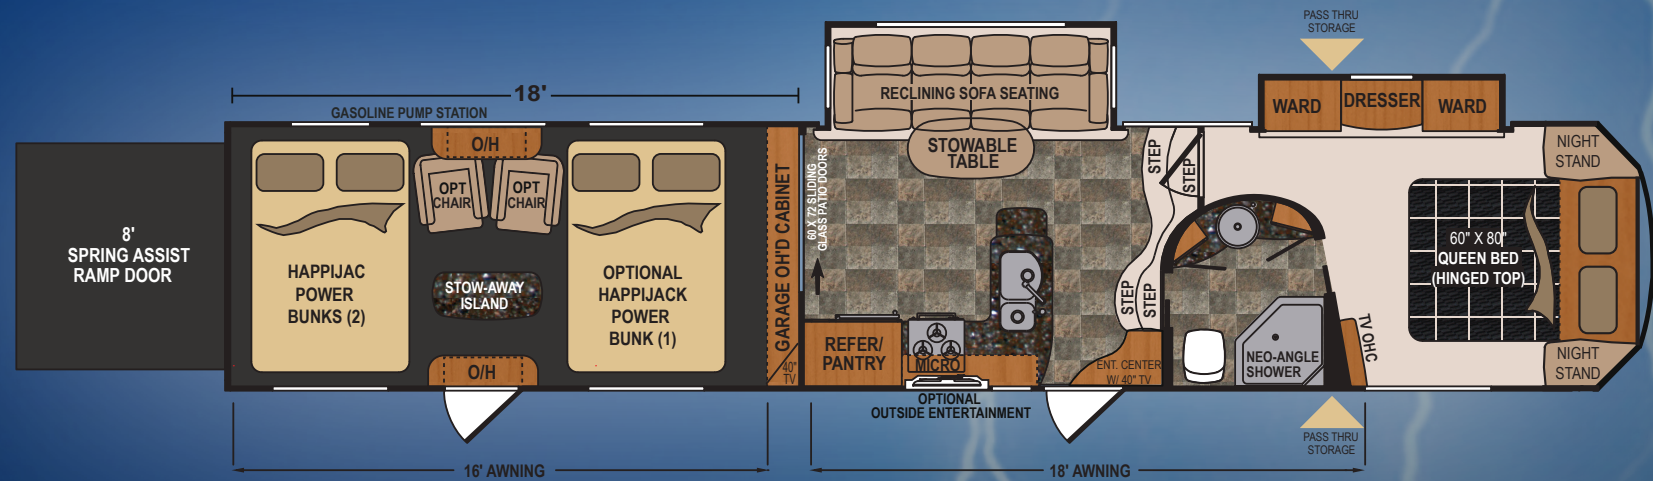 8'
SPRING ASSIST
RAMP DOOR
18'
GASOLINE PUMP STATION
O/H
HAPPIJAC
POWER
BUNKS (2)
OPT
CHAIR
OPT
CHAIR
STOW-AWAY
ISLAND
O/H
OPTIONAL
HAPPIJACK
POWER
BUNK (1)
GARAGE OH'D CABINET
40"
TV
60 X 72 SLIDING
GLASS PATIO DOORS
RECLINING SOFA SEATING
STOWABLE
TABLE
REFER/
PANTRY
MICRO
OPTIONAL
OUTSIDE ENTERTAINMENT
STEP
STEP
STEP
STEP
ENT. CENTER
W/ 40" TV
NEO-ANGLE
SHOWER
TV OHC
PASS THRU
STORAGE
WARD
DRESSER
WARD
NIGHT
STAND
60" X 80"
QUEEN BED
(HINGED TOP)
NIGHT
STAND
PASS THRU
STORAGE
16' AWNING
18' AWNING